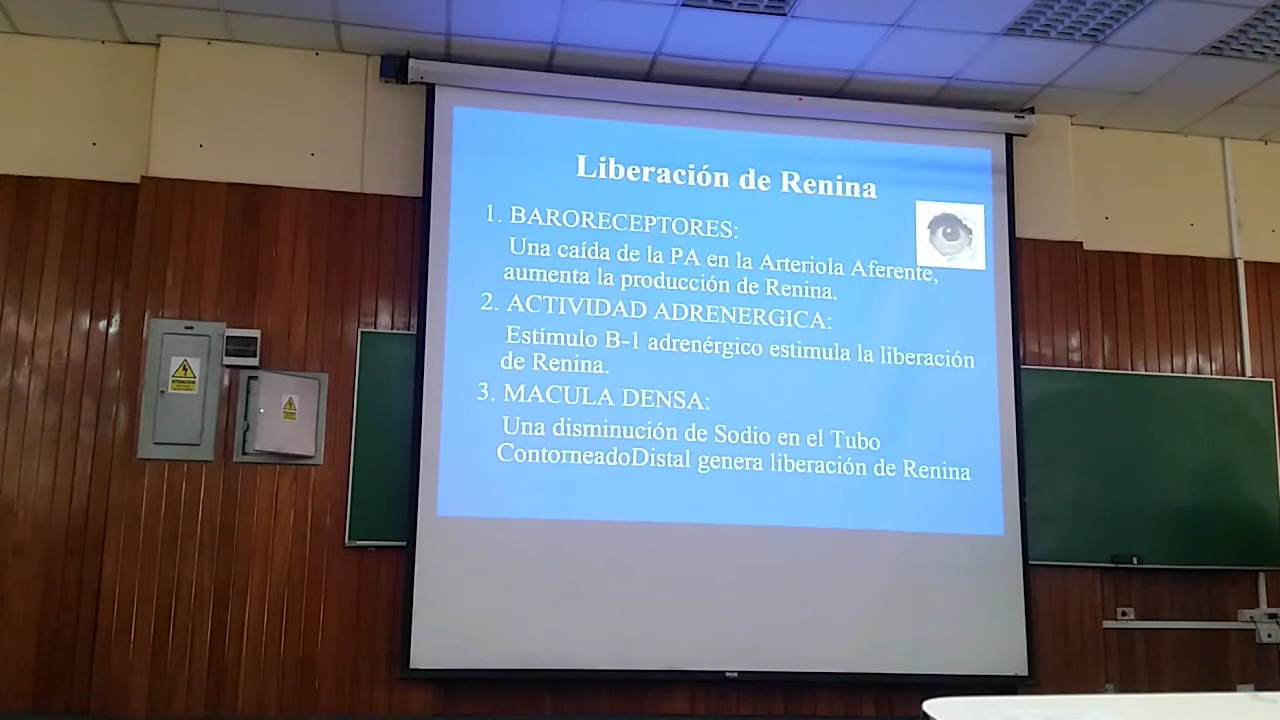 Liberación de Renina
1. BARORECEPTORES:
Una caída de la PA en la Arteriola Aferente,
aumenta la producción de Renina.
2. ACTIVIDAD ADRENERGICA:
Estímulo B-1 adrenérgico estimula la liberación
de Renina.
3. MACULA DENSA:
Una disminución de Sodio en el Tubo
ContorneadoDistal genera liberación de Renina
ATENCION